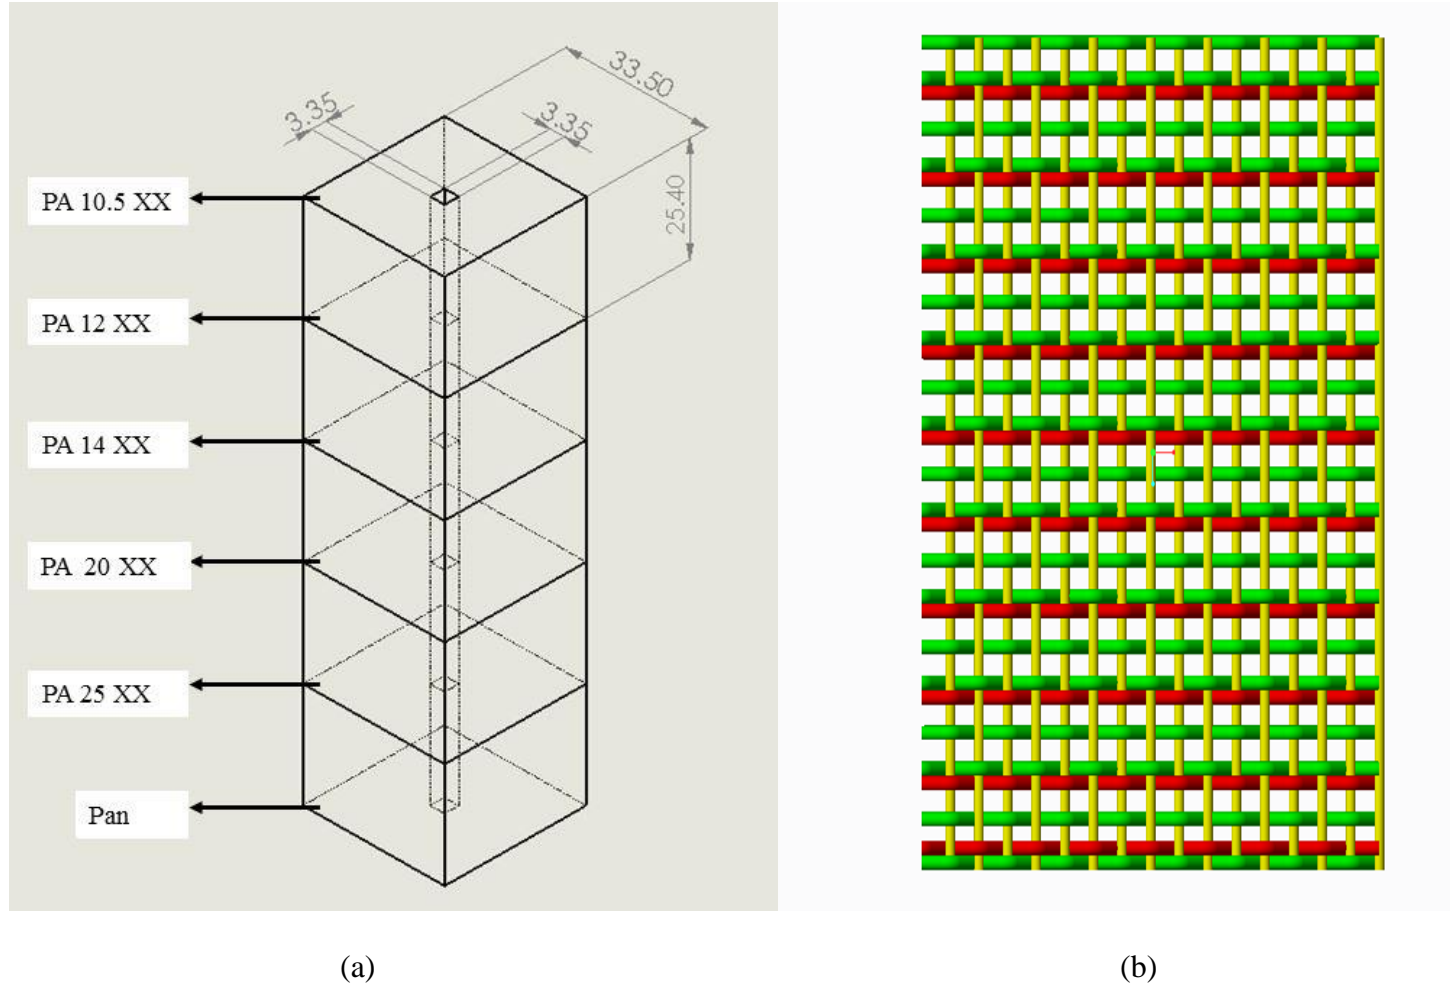 33.50
3.35
3.35
25.40
PA 10.5 XX
PA 12 XX
PA 14 XX
PA 20 XX
PA 25 XX
Pan
(a)
(b)